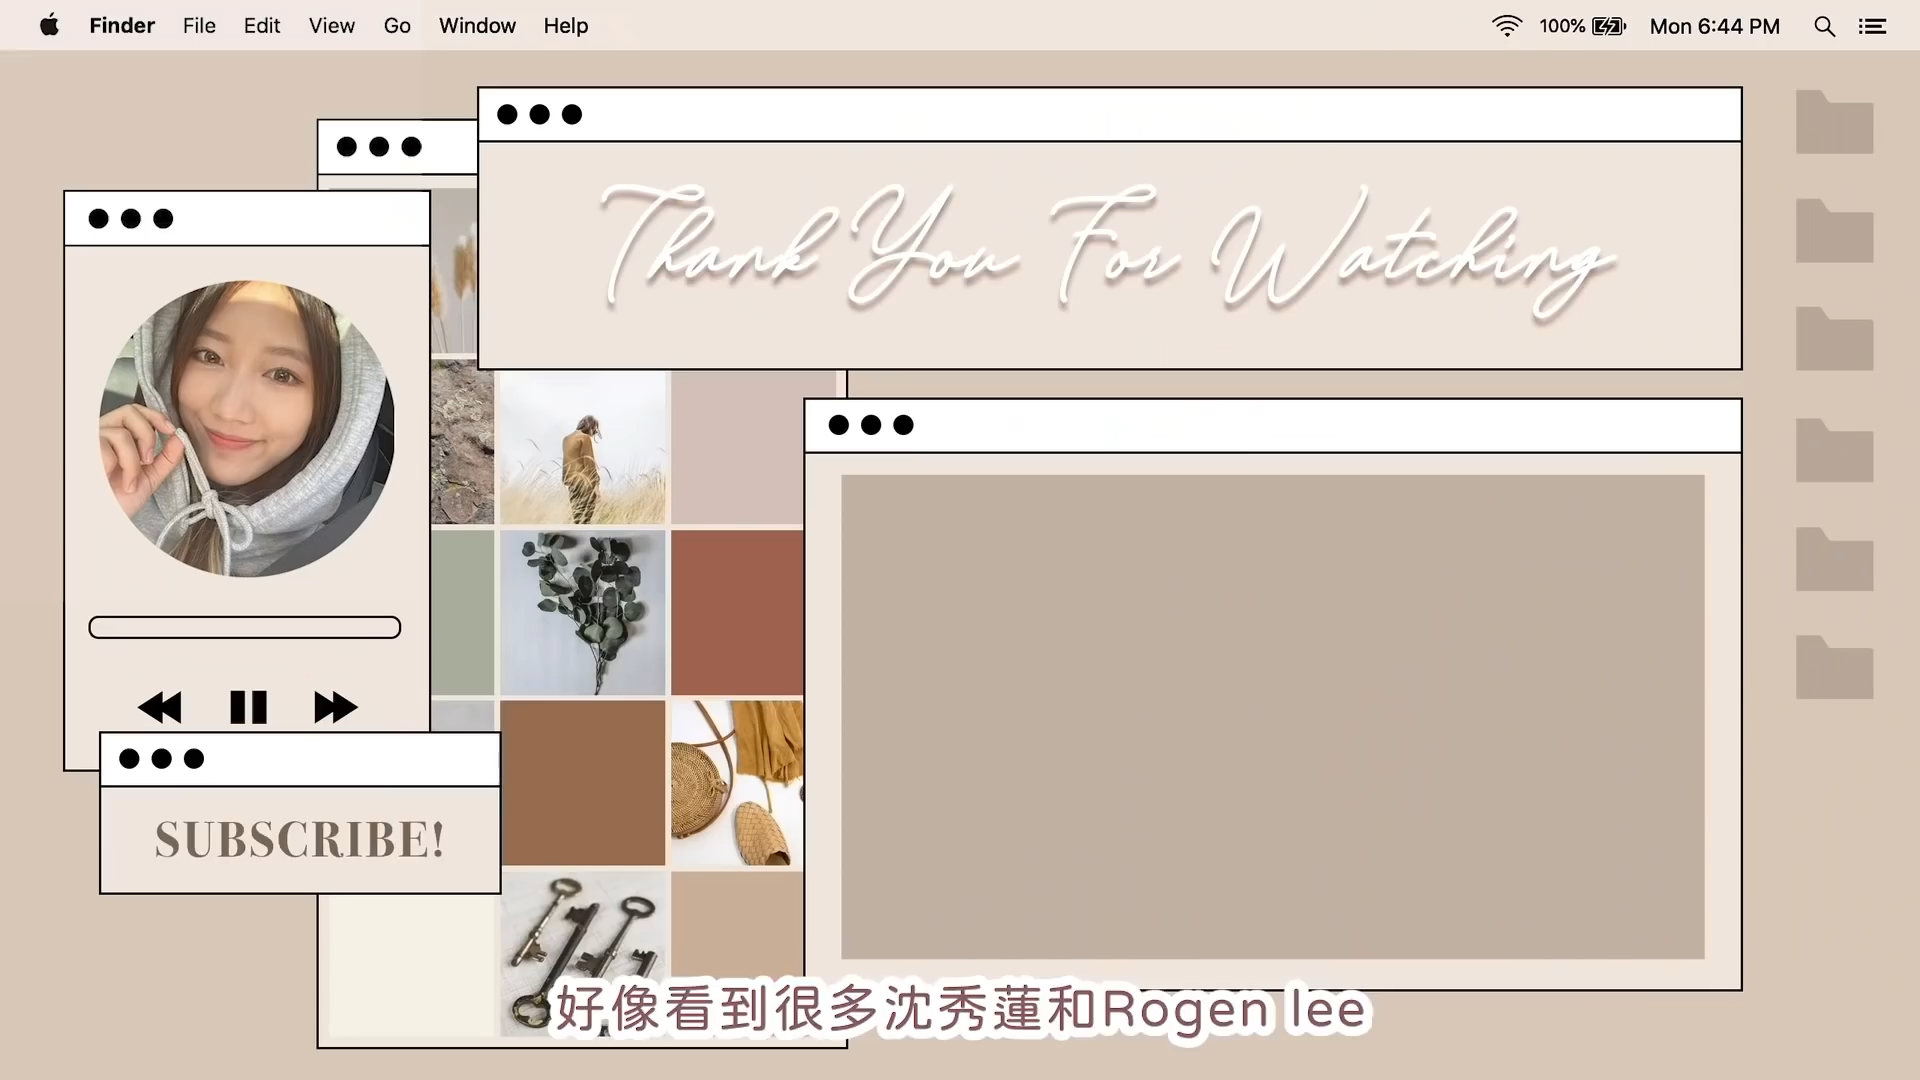 Finder File Edit View Go Window Help 100% Mon 6:44 PM
Thank You For Watching
SUBSCRIBE!
好像看到很多沈秀蓮和Rogen lee